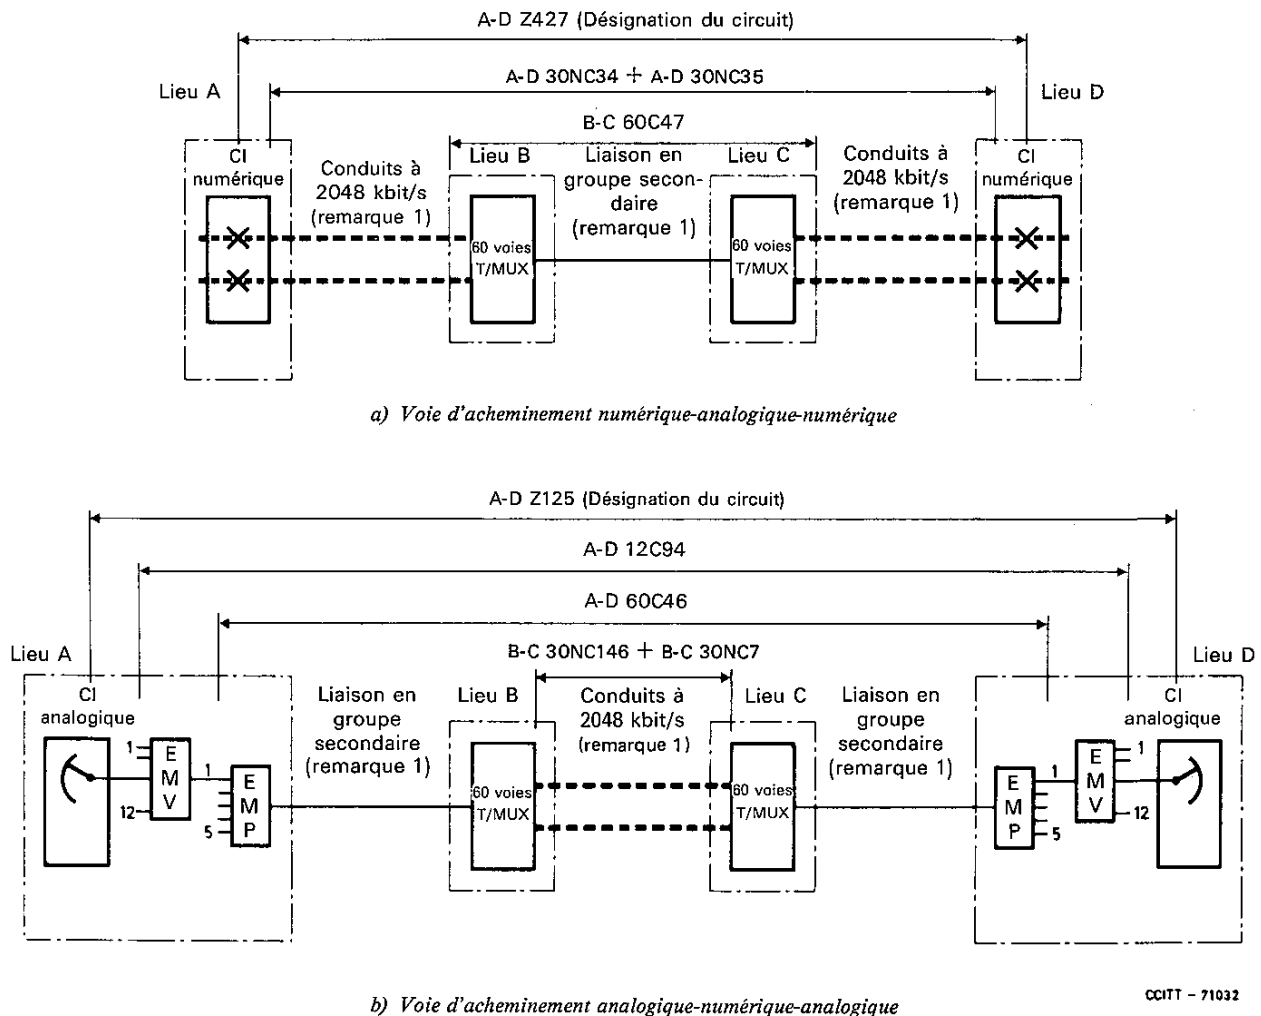 A-D Z427 (Désignation du circuit)
A-D 30NC34 + A-D 30NC35
Lieu A
Lieu D
B-C 60C47
CI
numérique
Conduits à
2048 kbit/s
(remarque 1)
Lieu B
Liaison en
groupe secon-
daire
(remarque 1)
Lieu C
Conduits à
2048 kbit/s
(remarque 1)
CI
numérique
60 voies
T/MUX
60 voies
T/MUX
a) Voie d'acheminement numérique-analogique-numérique
A-D Z125 (Désignation du circuit)
A-D 12C94
A-D 60C46
B-C 30NC146 + B-C 30NC7
Lieu A
Lieu D
CI
analogique
Liaison en
groupe
secondaire
(remarque 1)
Lieu B
Conduits à
2048 kbit/s
(remarque 1)
Lieu C
Liaison en
groupe
secondaire
(remarque 1)
CI
analogique
1
12
E
M
V
1
5
E
M
P
60 voies
T/MUX
60 voies
T/MUX
E
M
P
1
5
E
M
V
1
12
b) Voie d'acheminement analogique-numérique-analogique
CCITT - 71032